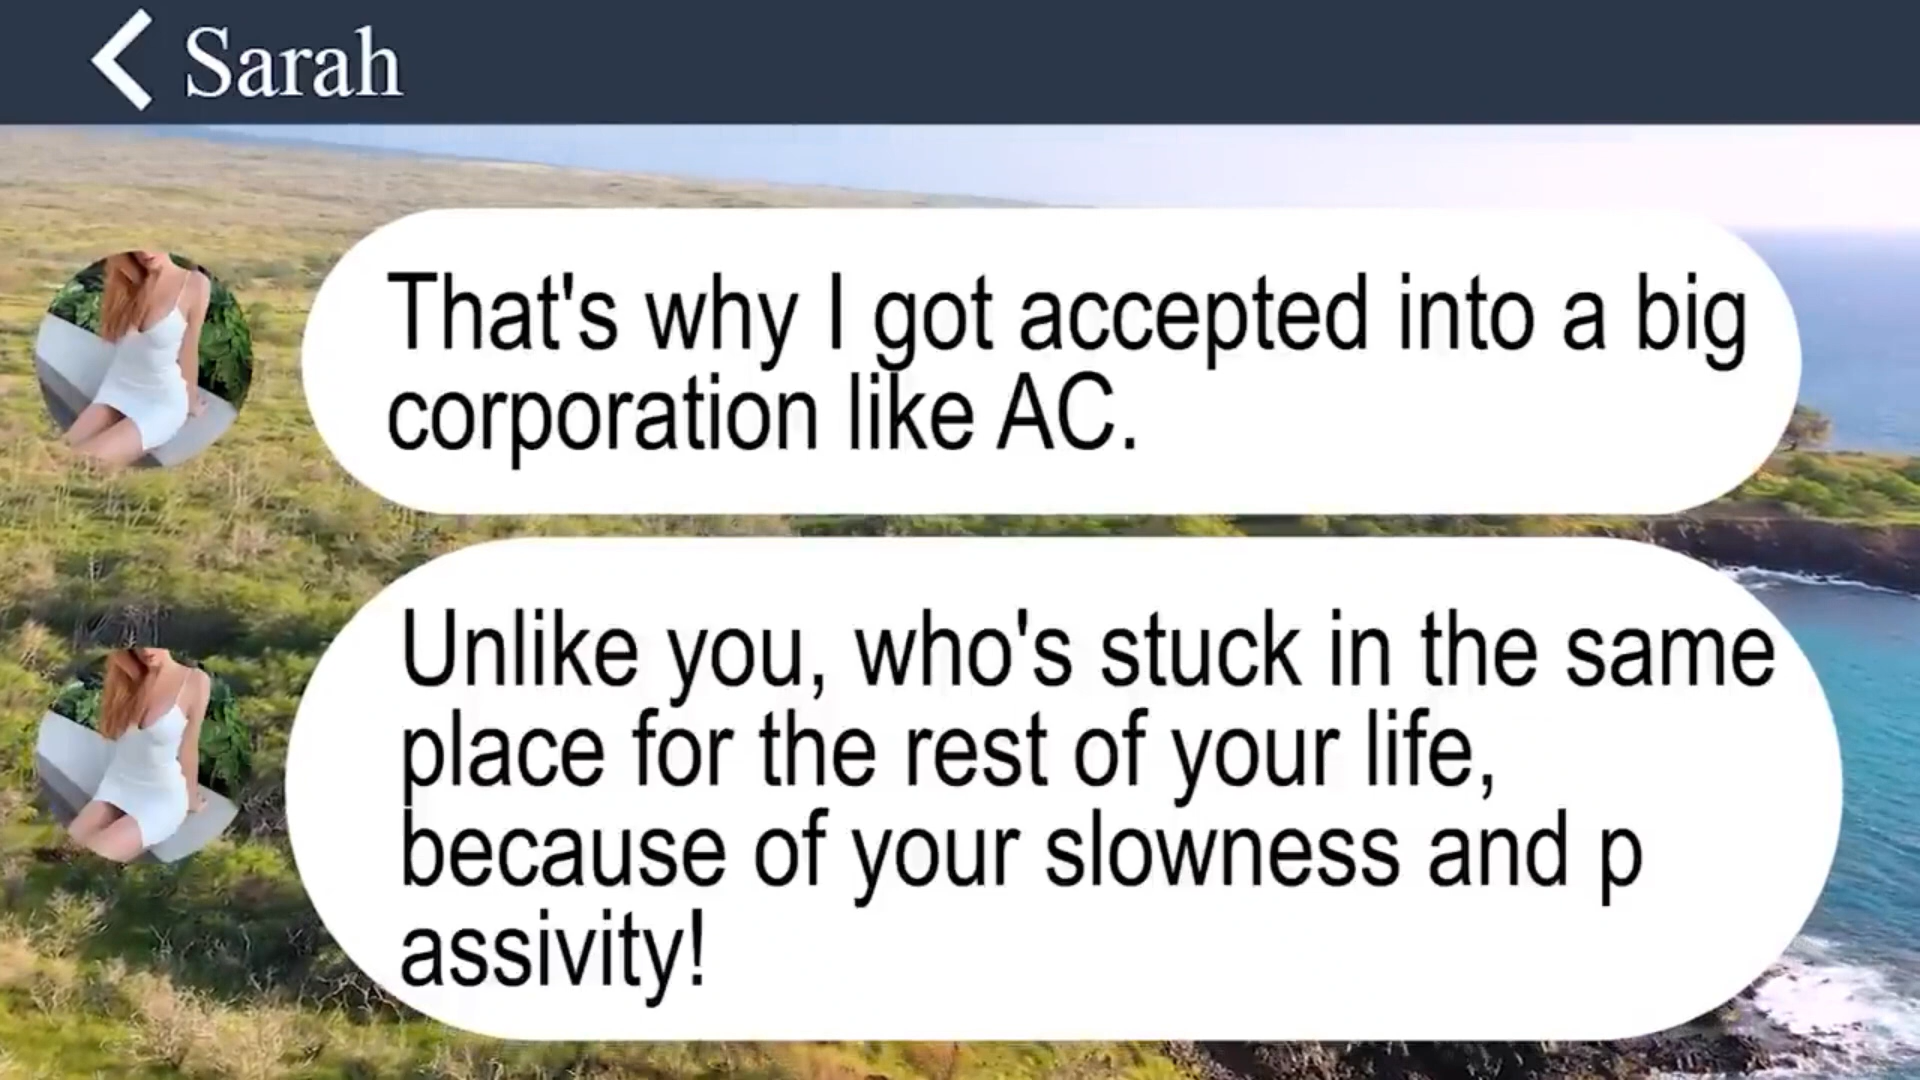 Sarah
That's why I got accepted into a big
corporation like AC.
Unlike you, who's stuck in the same
place for the rest of your life,
because of your slowness and p
assivity!